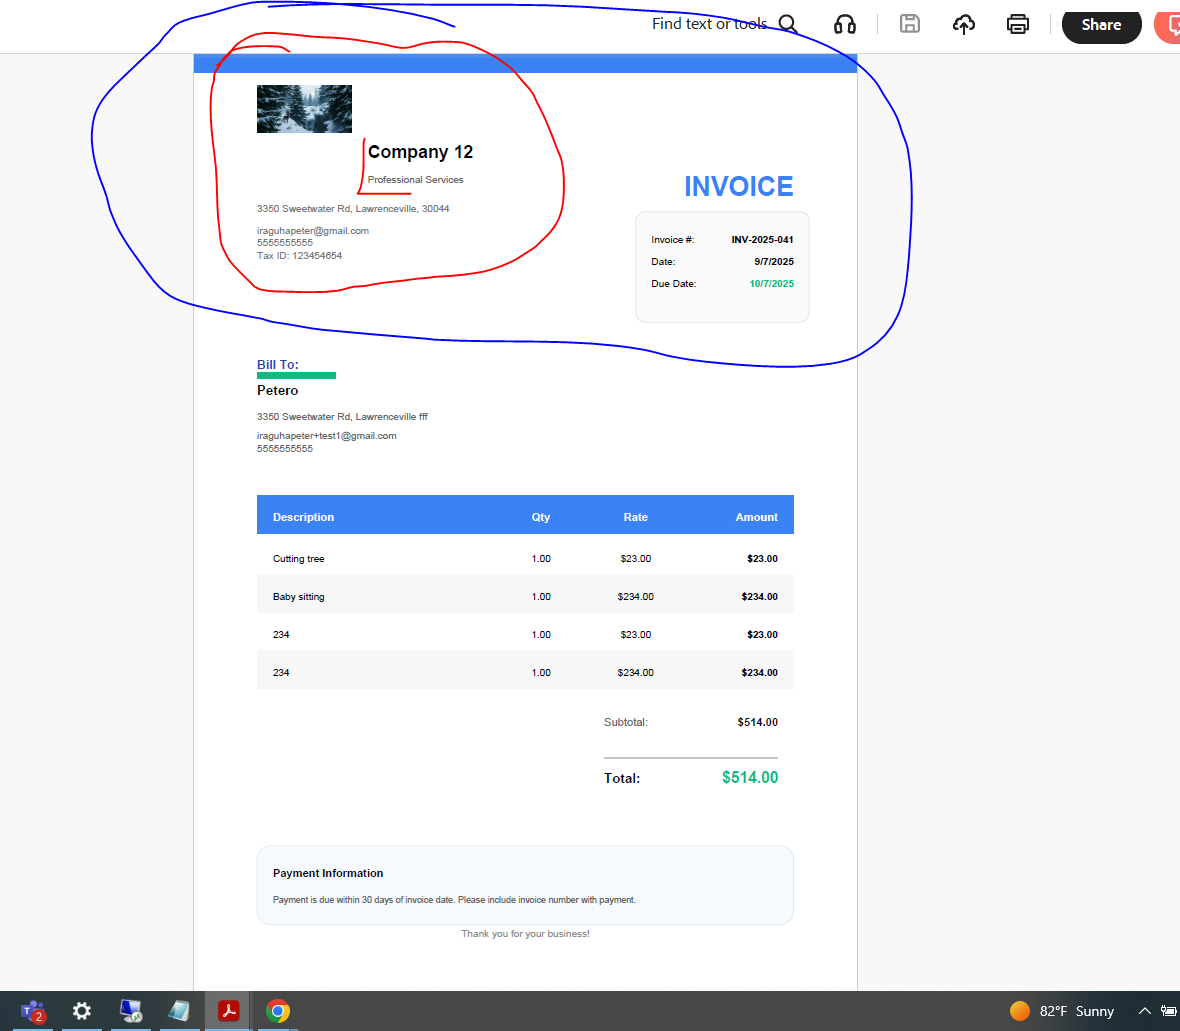 Find text or tools
Share
Company 12
Professional Services
3350 Sweetwater Rd, Lawrenceville, 30044
iraguhapeter@gmail.com
5555555555
Tax ID: 123454654
INVOICE
Invoice #: INV-2025-041
Date: 9/7/2025
Due Date: 10/7/2025
Bill To:
Petero
3350 Sweetwater Rd, Lawrenceville fff
iraguhapeter+test1@gmail.com
5555555555
Description Qty Rate Amount
Cutting tree 1.00 $23.00 $23.00
Baby sitting 1.00 $234.00 $234.00
234 1.00 $23.00 $23.00
234 1.00 $234.00 $234.00
Subtotal: $514.00
Total: $514.00
Payment Information
Payment is due within 30 days of invoice date. Please include invoice number with payment.
Thank you for your business!
T 2
82°F Sunny